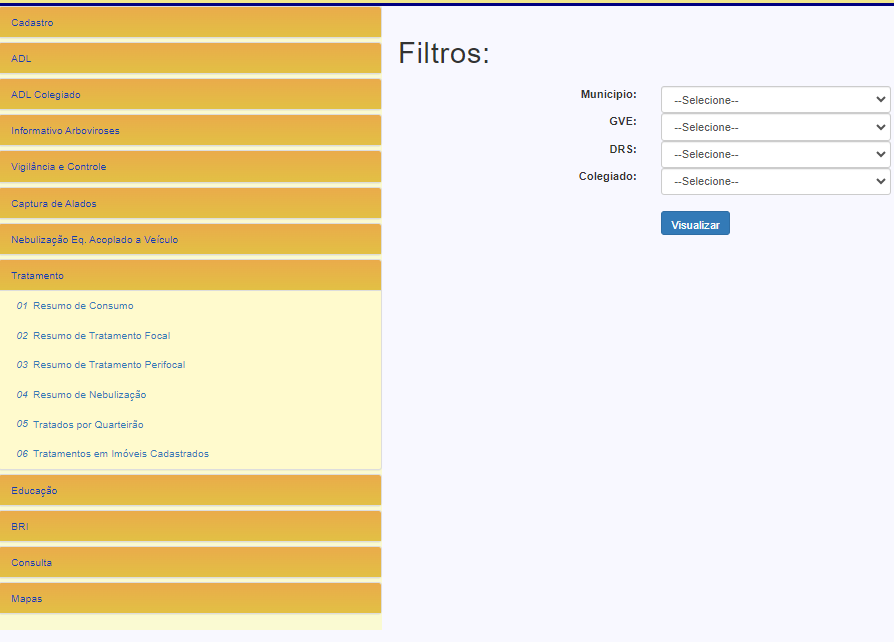 Cadastro
ADL
ADL Colegiado
Informativo Arboviroses
Vigilância e Controle
Captura de Alados
Nebulização Eq. Acoplado a Veículo
Tratamento
01 Resumo de Consumo
02 Resumo de Tratamento Focal
03 Resumo de Tratamento Perifocal
04 Resumo de Nebulização
05 Tratados por Quarteirão
06 Tratamentos em Imóveis Cadastrados
Educação
BRI
Consulta
Mapas
Filtros:
Municipio: --Selecione--
GVE: --Selecione--
DRS: --Selecione--
Colegiado: --Selecione--
Visualizar